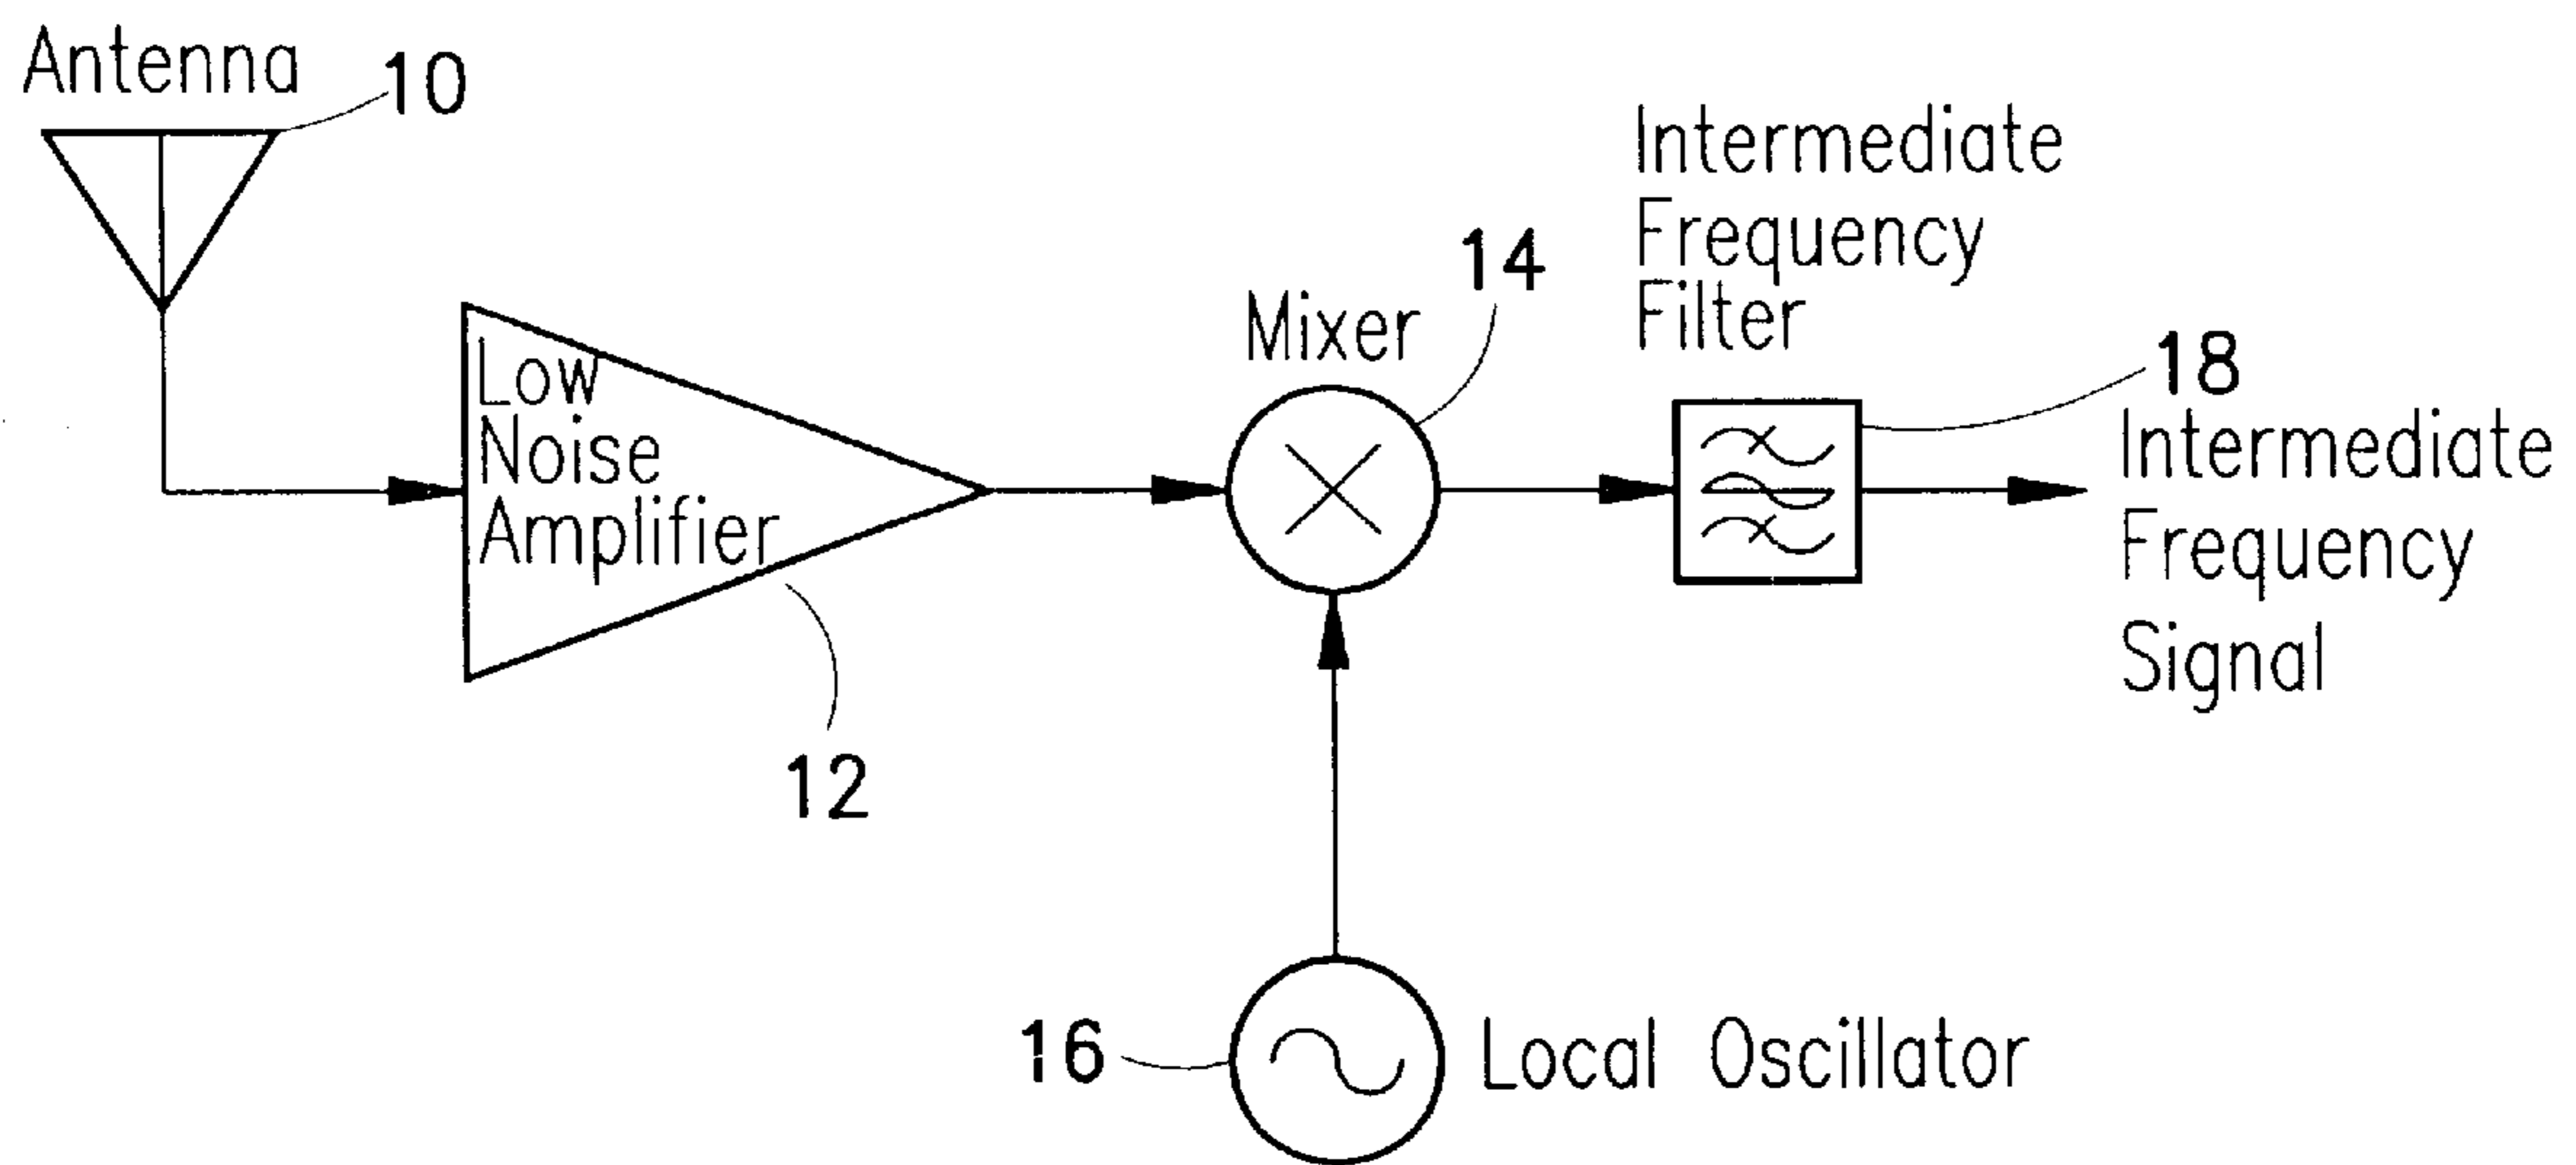 Antenna
10
Low
Noise
Amplifier
12
Mixer
14
Intermediate
Frequency
Filter
18
Intermediate
Frequency
Signal
16
Local Oscillator